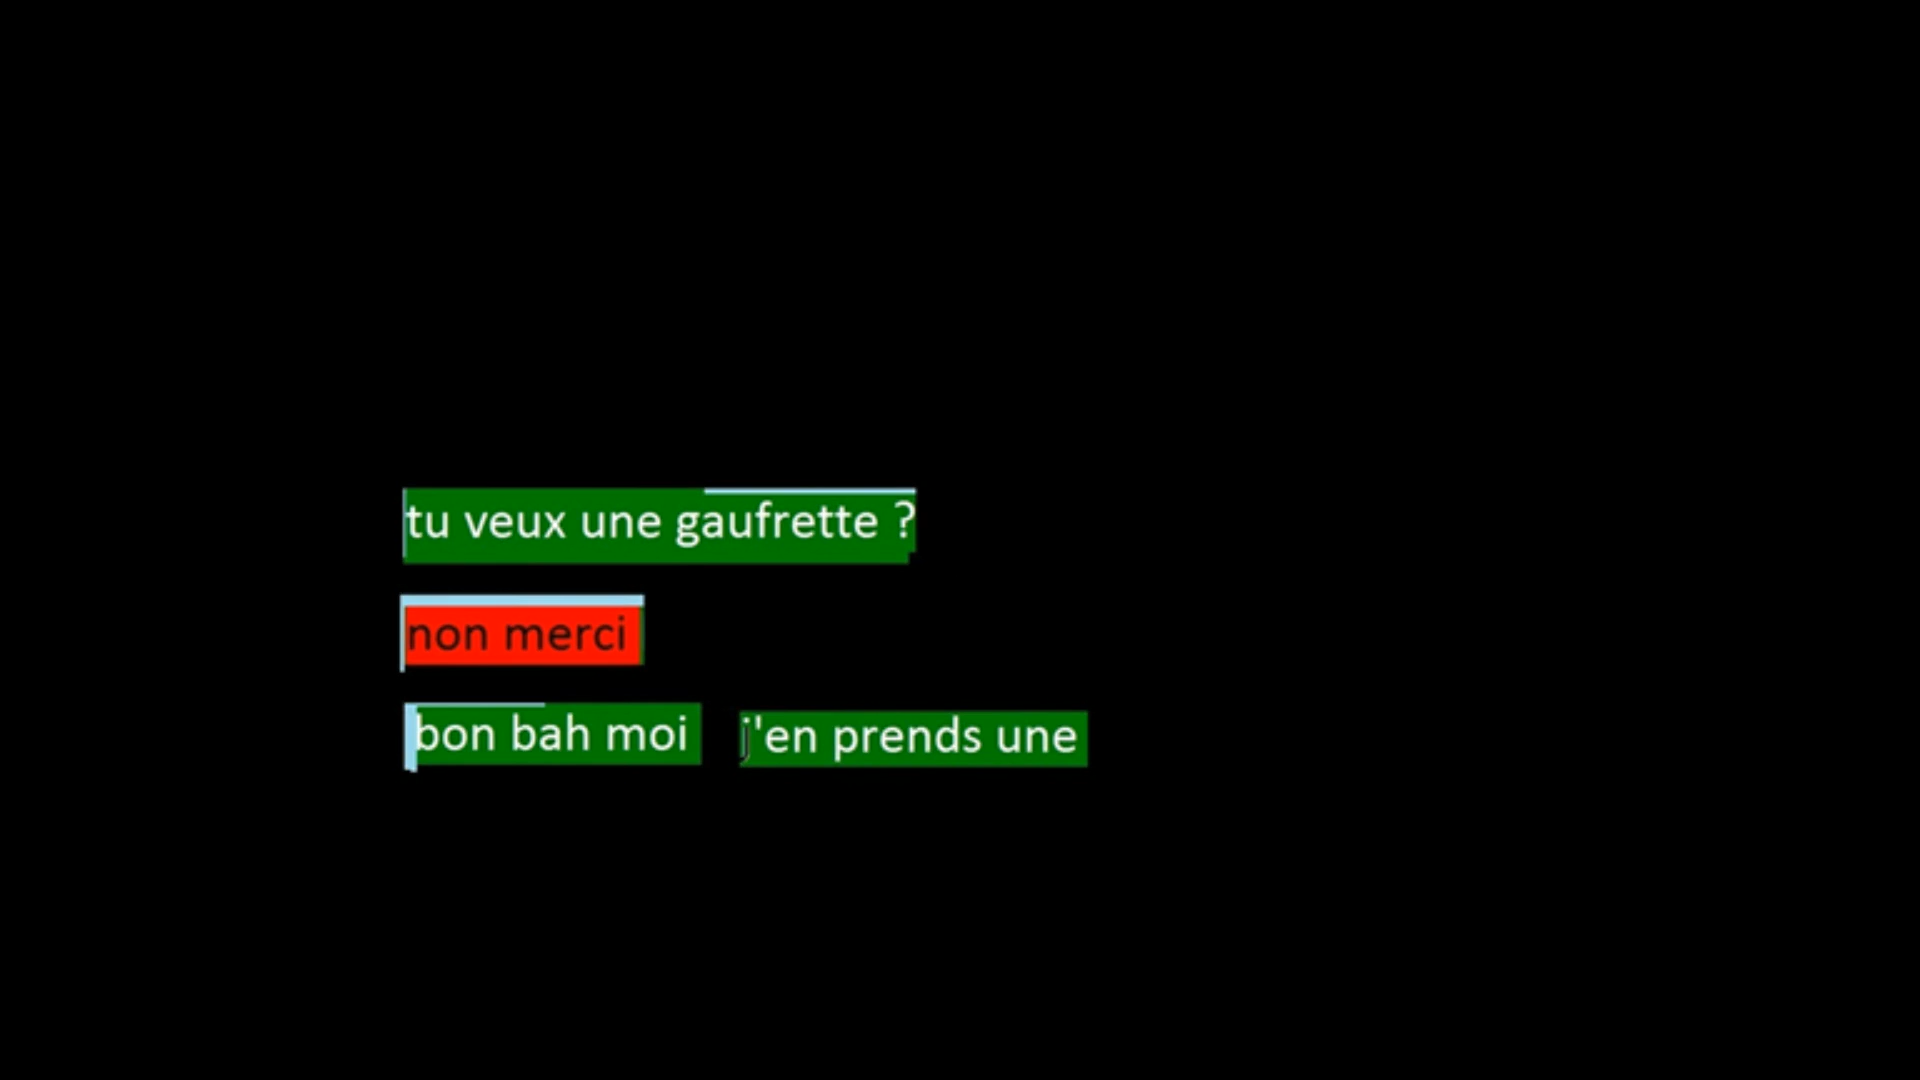 tu veux une gaufrette ?
non merci
bon bah moi j'en prends une